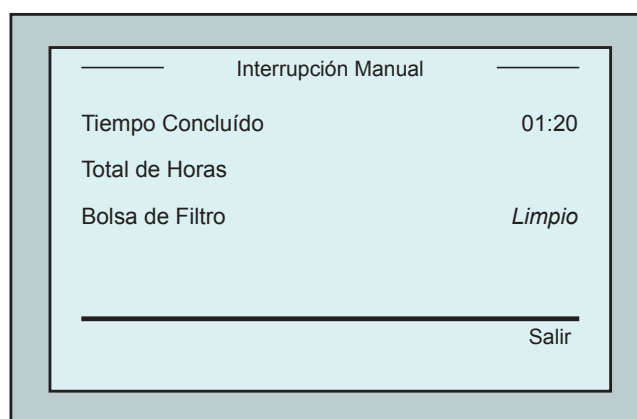 Interrupción Manual
Tiempo Concluído 01:20
Total de Horas
Bolsa de Filtro Limpio
Salir